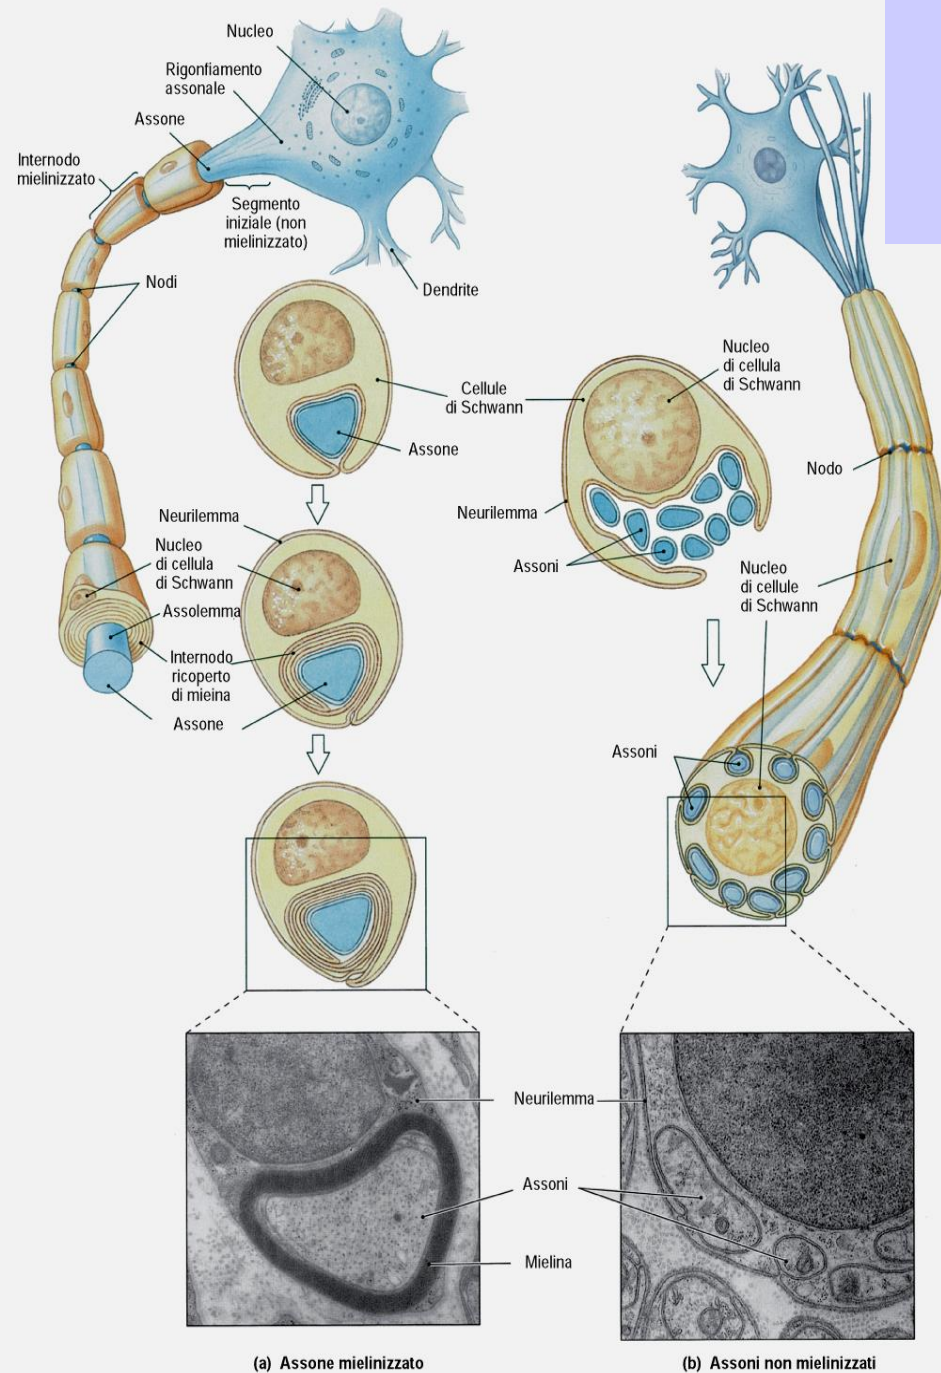 Nucleo
Rigonfiamento
assonale
Assone
Internodo
mielinizzato
Segmento
iniziale (non
mielinizzato)
Nodi
Dendrite
Cellule
di Schwann
Assone
Neurilemma
Nucleo
di cellula
di Schwann
Assolemma
Internodo
ricoperto
di mieina
Assone
Nucleo
di cellula
di Schwann
Nodo
Neurilemma
Assoni
Nucleo
di cellule
di Schwann
Assoni
Neurilemma
Assoni
Mielina
(a) Assone mielinizzato
(b) Assoni non mielinizzati